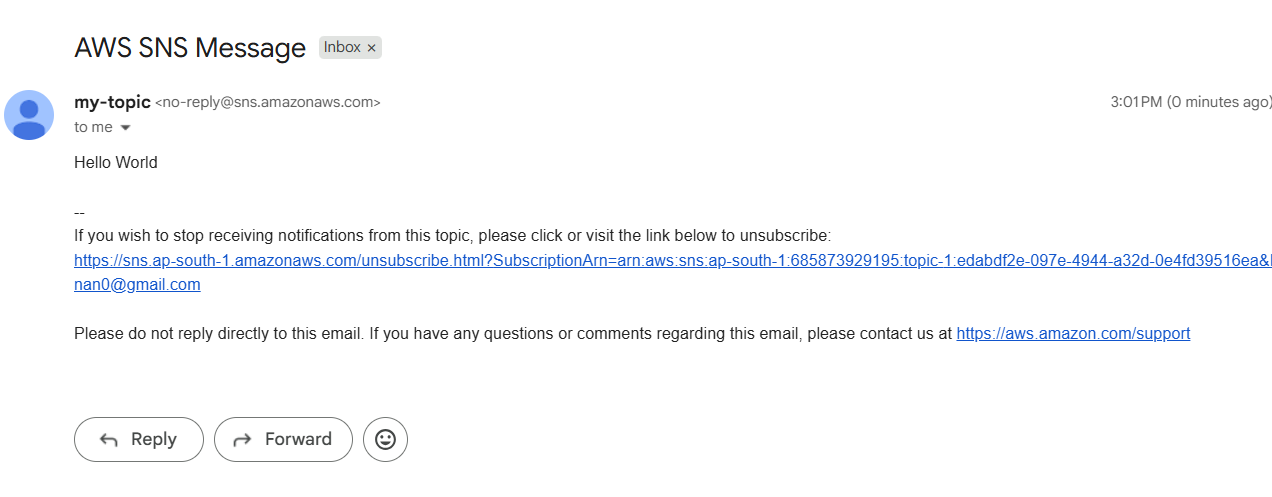 AWS SNS Message Inbox ×
my-topic <no-reply@sns.amazonaws.com> 3:01 PM (0 minutes ago)
to me
Hello World
--
If you wish to stop receiving notifications from this topic, please click or visit the link below to unsubscribe:
https://sns.ap-south-1.amazonaws.com/unsubscribe.html?SubscriptionArn=arn:aws:sns:ap-south-1:685873929195:topic-1:edabdf2e-097e-4944-a32d-0e4fd39516ea&
nan0@gmail.com
Please do not reply directly to this email. If you have any questions or comments regarding this email, please contact us at https://aws.amazon.com/support
Reply Forward